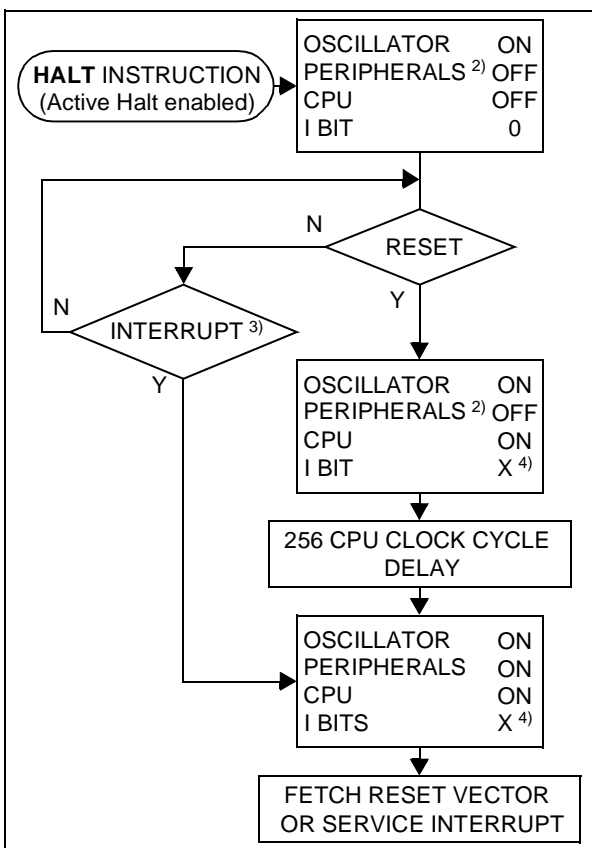 HALT INSTRUCTION
(Active Halt enabled)
OSCILLATOR ON
PERIPHERALS 2) OFF
CPU OFF
I BIT 0
N
RESET
Y
N
INTERRUPT 3)
Y
OSCILLATOR ON
PERIPHERALS 2) OFF
CPU ON
I BIT X 4)
256 CPU CLOCK CYCLE
DELAY
OSCILLATOR ON
PERIPHERALS ON
CPU ON
I BITS X 4)
FETCH RESET VECTOR
OR SERVICE INTERRUPT